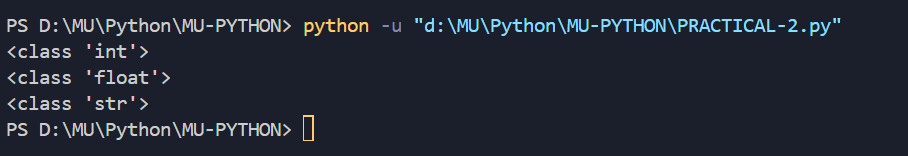 PS D:\MU\Python\MU-PYTHON> python -u "d:\MU\Python\MU-PYTHON\PRACTICAL-2.py"
<class 'int'>
<class 'float'>
<class 'str'>
PS D:\MU\Python\MU-PYTHON>